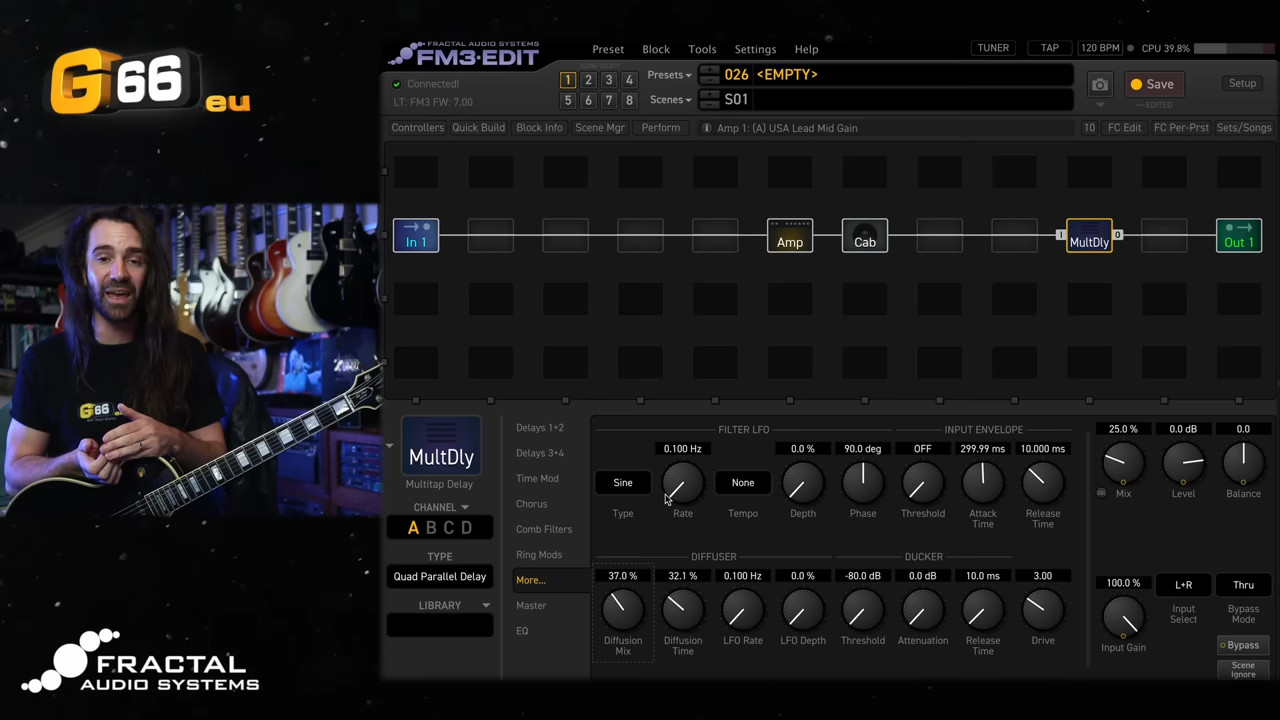 G66 eu
FRACTAL AUDIO SYSTEMS
FM3-EDIT
Preset Block Tools Settings Help
TUNER TAP 120 BPM CPU 39.8%
Connected!
LT: FM3 FW: 7.00
SCENE SELECT
1 2 3 4
5 6 7 8
Presets 026 <EMPTY>
Scenes S01
Save
EDITED
Setup
Controllers Quick Build Block Info Scene Mgr Perform
Amp 1: (A) USA Lead Mid Gain
10 FC Edit FC Per-Prst Sets/Songs
In 1 Amp Cab I MultDly O Out 1
G66
MultDly
Multitap Delay
CHANNEL
A B C D
TYPE
Quad Parallel Delay
LIBRARY
Delays 1+2
Delays 3+4
Time Mod
Chorus
Comb Filters
Ring Mods
More...
Master
EQ
FILTER LFO INPUT ENVELOPE
0.100 Hz 0.0 % 90.0 deg OFF 299.99 ms 10.000 ms
Sine None
Type Rate Tempo Depth Phase Threshold Attack Time Release Time
DIFFUSER DUCKER
37.0 % 32.1 % 0.100 Hz 0.0 % -80.0 dB 0.0 dB 10.0 ms 3.00
Diffusion Mix Diffusion Time LFO Rate LFO Depth Threshold Attenuation Release Time Drive
25.0 % 0.0 dB 0.0
Mix Level Balance
100.0 % L+R Thru
Input Gain Input Select Bypass Mode
Bypass
Scene Ignore
FRACTAL
AUDIO SYSTEMS